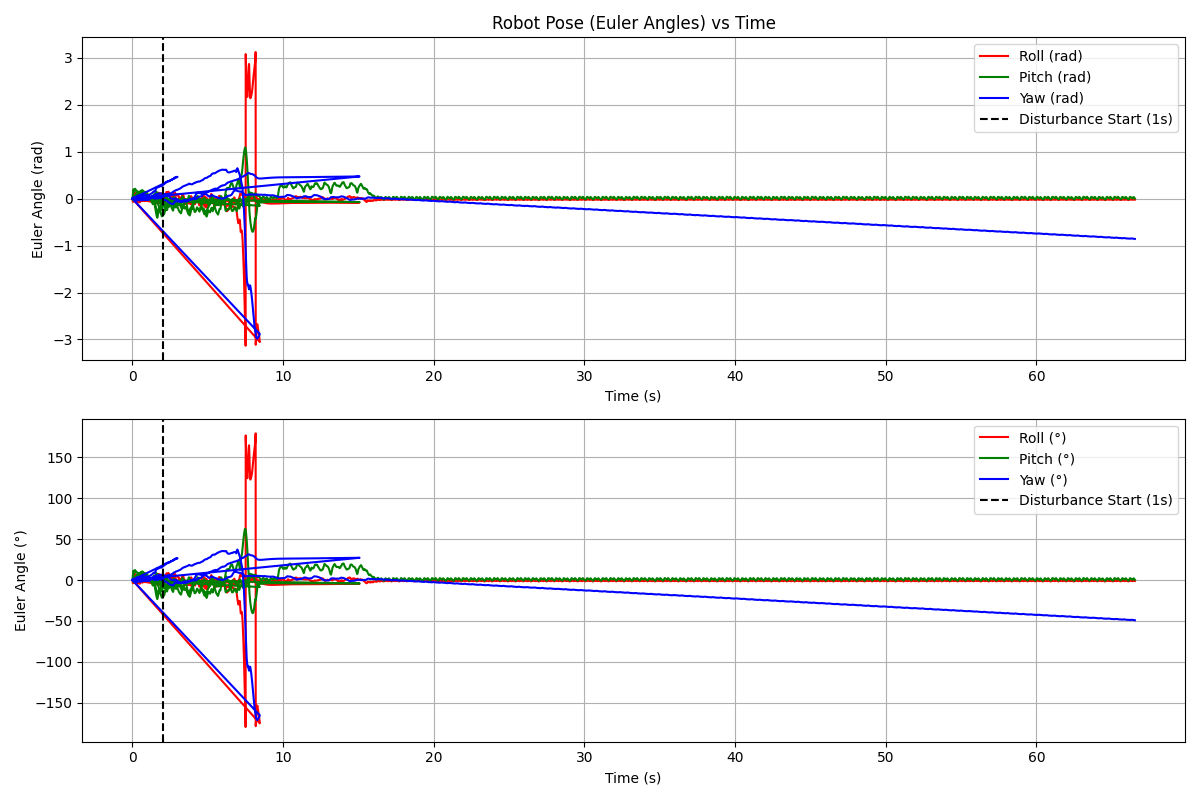 Robot Pose (Euler Angles) vs Time
Euler Angle (rad)
3
2
1
0
−1
−2
−3
Roll (rad)
Pitch (rad)
Yaw (rad)
Disturbance Start (1s)
0 10 20 30 40 50 60
Time (s)
Euler Angle (°)
150
100
50
0
−50
−100
−150
Roll (°)
Pitch (°)
Yaw (°)
Disturbance Start (1s)
0 10 20 30 40 50 60
Time (s)